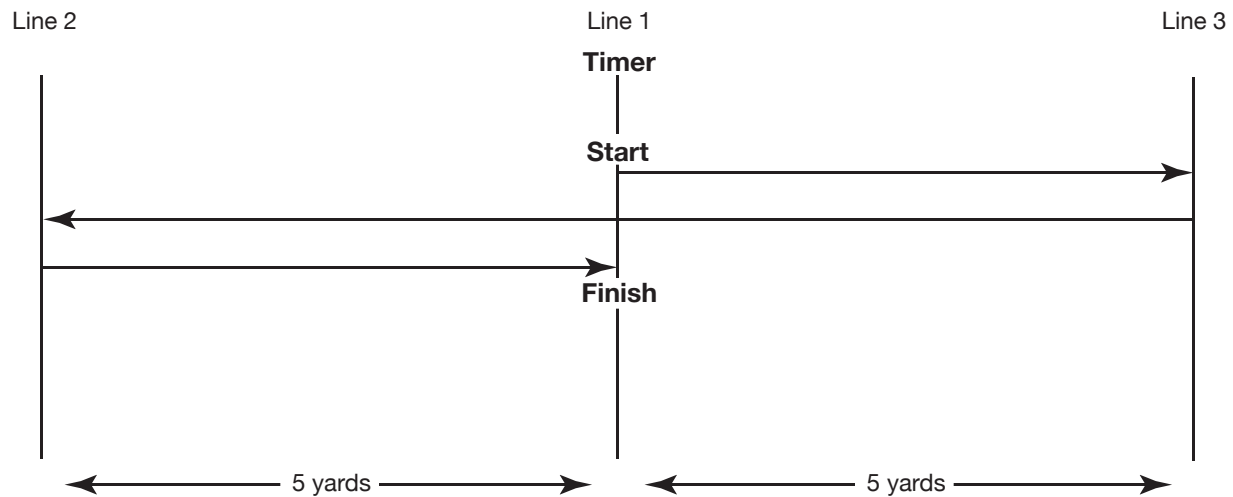 Line 2
Line 1
Line 3
Timer
Start
Finish
5 yards
5 yards